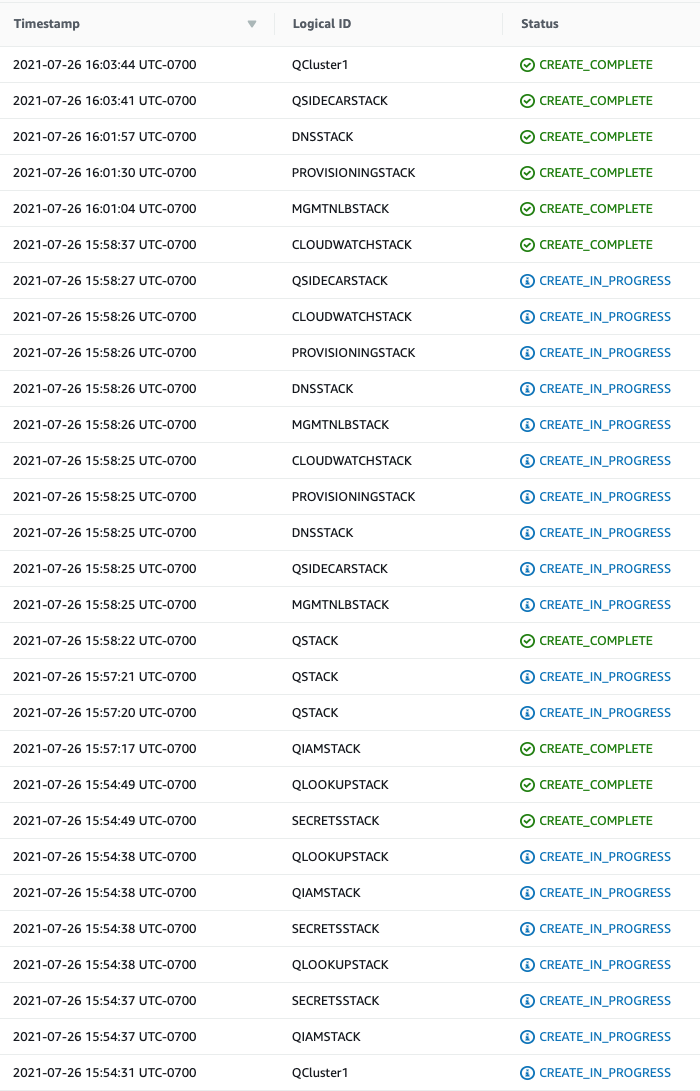 Timestamp Logical ID Status
2021-07-26 16:03:44 UTC-0700 QCluster1 CREATE_COMPLETE
2021-07-26 16:03:41 UTC-0700 QSIDECARSTACK CREATE_COMPLETE
2021-07-26 16:01:57 UTC-0700 DNSSTACK CREATE_COMPLETE
2021-07-26 16:01:30 UTC-0700 PROVISIONINGSTACK CREATE_COMPLETE
2021-07-26 16:01:04 UTC-0700 MGMTNLBSTACK CREATE_COMPLETE
2021-07-26 15:58:37 UTC-0700 CLOUDWATCHSTACK CREATE_COMPLETE
2021-07-26 15:58:27 UTC-0700 QSIDECARSTACK CREATE_IN_PROGRESS
2021-07-26 15:58:26 UTC-0700 CLOUDWATCHSTACK CREATE_IN_PROGRESS
2021-07-26 15:58:26 UTC-0700 PROVISIONINGSTACK CREATE_IN_PROGRESS
2021-07-26 15:58:26 UTC-0700 DNSSTACK CREATE_IN_PROGRESS
2021-07-26 15:58:26 UTC-0700 MGMTNLBSTACK CREATE_IN_PROGRESS
2021-07-26 15:58:25 UTC-0700 CLOUDWATCHSTACK CREATE_IN_PROGRESS
2021-07-26 15:58:25 UTC-0700 PROVISIONINGSTACK CREATE_IN_PROGRESS
2021-07-26 15:58:25 UTC-0700 DNSSTACK CREATE_IN_PROGRESS
2021-07-26 15:58:25 UTC-0700 QSIDECARSTACK CREATE_IN_PROGRESS
2021-07-26 15:58:25 UTC-0700 MGMTNLBSTACK CREATE_IN_PROGRESS
2021-07-26 15:58:22 UTC-0700 QSTACK CREATE_COMPLETE
2021-07-26 15:57:21 UTC-0700 QSTACK CREATE_IN_PROGRESS
2021-07-26 15:57:20 UTC-0700 QSTACK CREATE_IN_PROGRESS
2021-07-26 15:57:17 UTC-0700 QIAMSTACK CREATE_COMPLETE
2021-07-26 15:54:49 UTC-0700 QLOOKUPSTACK CREATE_COMPLETE
2021-07-26 15:54:49 UTC-0700 SECRETSSTACK CREATE_COMPLETE
2021-07-26 15:54:38 UTC-0700 QLOOKUPSTACK CREATE_IN_PROGRESS
2021-07-26 15:54:38 UTC-0700 QIAMSTACK CREATE_IN_PROGRESS
2021-07-26 15:54:38 UTC-0700 SECRETSSTACK CREATE_IN_PROGRESS
2021-07-26 15:54:38 UTC-0700 QLOOKUPSTACK CREATE_IN_PROGRESS
2021-07-26 15:54:37 UTC-0700 SECRETSSTACK CREATE_IN_PROGRESS
2021-07-26 15:54:37 UTC-0700 QIAMSTACK CREATE_IN_PROGRESS
2021-07-26 15:54:31 UTC-0700 QCluster1 CREATE_IN_PROGRESS